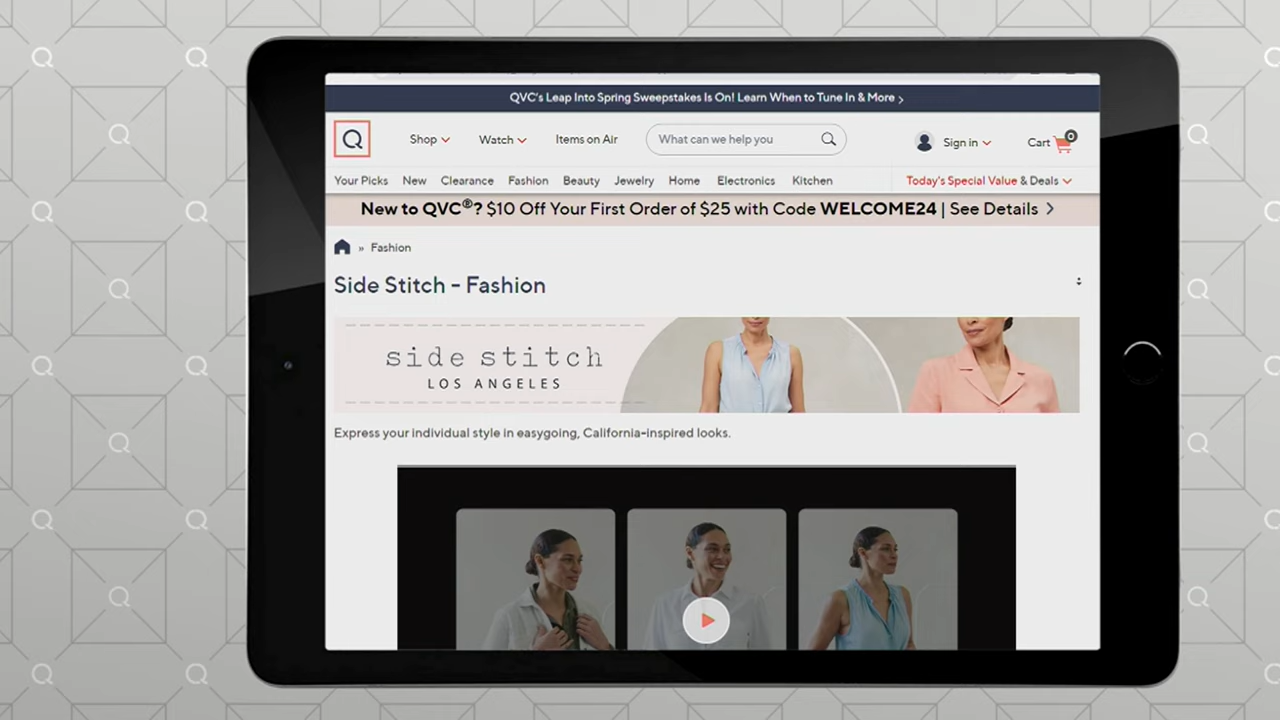 QVC's Leap Into Spring Sweepstakes Is On! Learn When to Tune In & More >
Q Shop Watch Items on Air What can we help you Sign in Cart 0
Your Picks New Clearance Fashion Beauty Jewelry Home Electronics Kitchen Today's Special Value & Deals
New to QVC®? $10 Off Your First Order of $25 with Code WELCOME24 | See Details >
» Fashion
Side Stitch - Fashion
side stitch
LOS ANGELES
Express your individual style in easygoing, California-inspired looks.